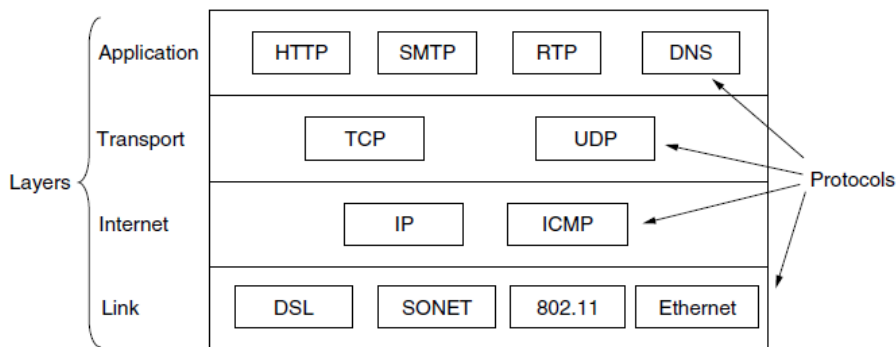 Application HTTP SMTP RTP DNS
Transport TCP UDP
Layers Protocols
Internet IP ICMP
Link DSL SONET 802.11 Ethernet